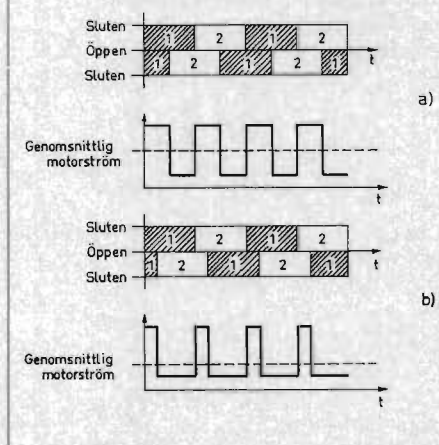 Sluten
1 2 1 2
Öppen
t
1 2 1 2 1
Sluten
a)
Genomsnittlig
motorström
t
Sluten
1 2 1 2
Öppen
t
1 2 1 2 1
Sluten
b)
Genomsnittlig
motorström
t